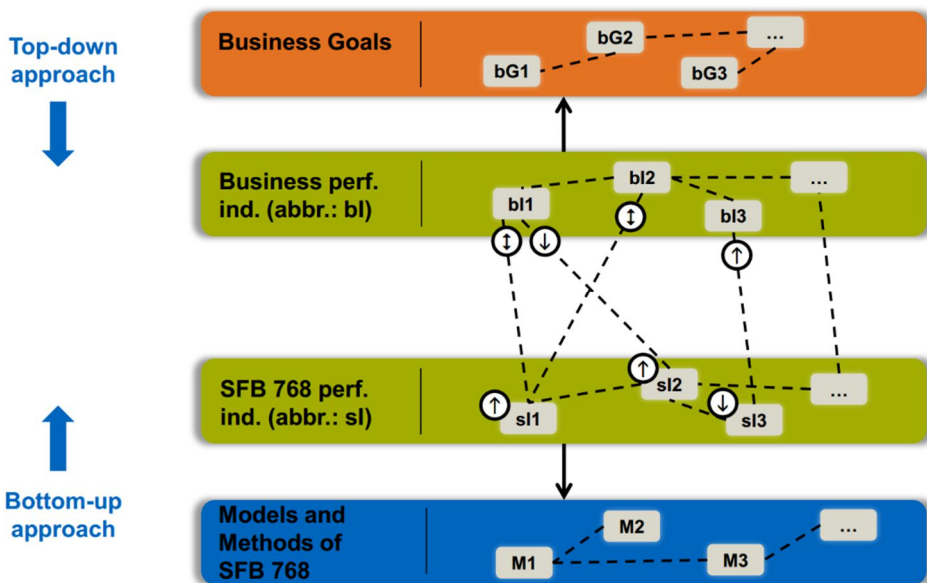 Top-down
approach
Business Goals
bG1
bG2
...
bG3
Business perf.
ind. (abbr.: bI)
bI1
bI2
bI3
...
SFB 768 perf.
ind. (abbr.: sI)
sI1
sI2
sI3
...
Bottom-up
approach
Models and
Methods of
SFB 768
M1
M2
M3
...